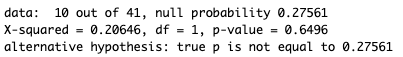 data:  10 out of 41, null probability 0.27561
X-squared = 0.20646, df = 1, p-value = 0.6496
alternative hypothesis: true p is not equal to 0.27561